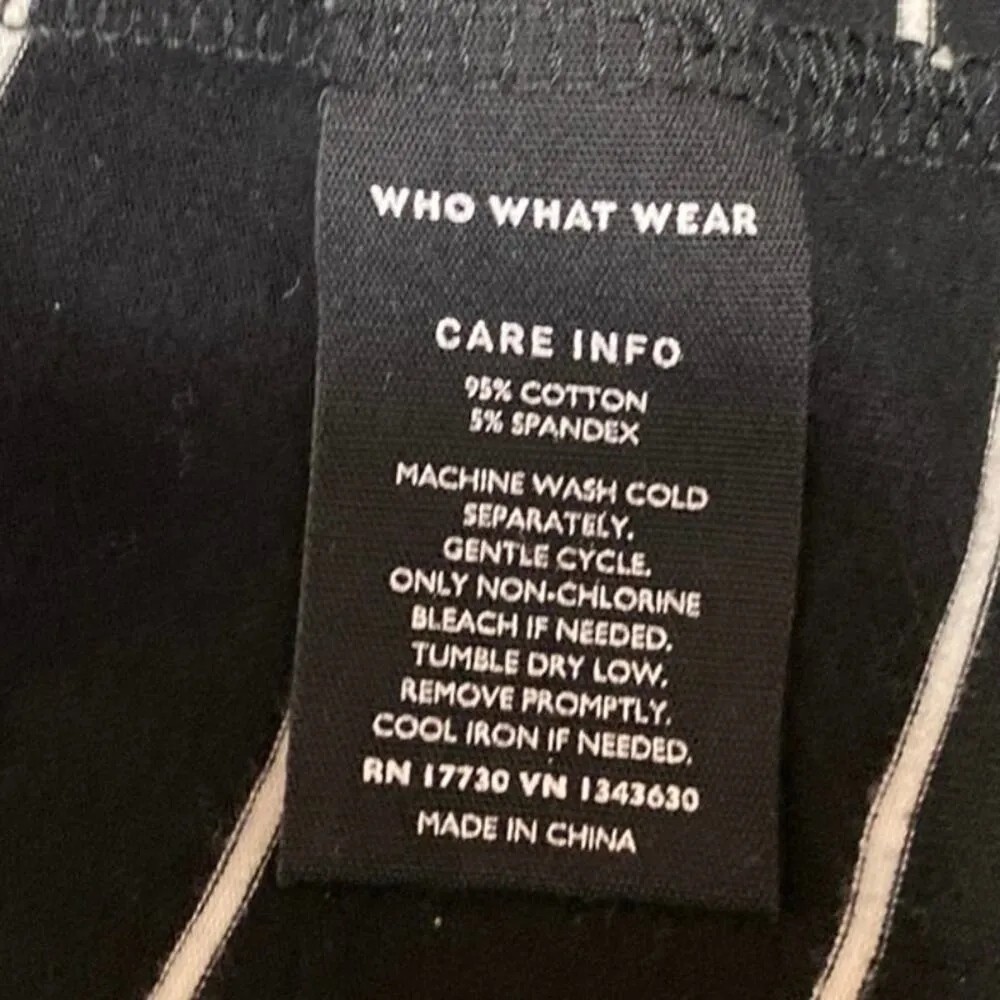 WHO WHAT WEAR
CARE INFO
95% COTTON
5% SPANDEX
MACHINE WASH COLD
SEPARATELY.
GENTLE CYCLE.
ONLY NON-CHLORINE
BLEACH IF NEEDED.
TUMBLE DRY LOW.
REMOVE PROMPTLY.
COOL IRON IF NEEDED.
RN 17730 VN 1343630
MADE IN CHINA